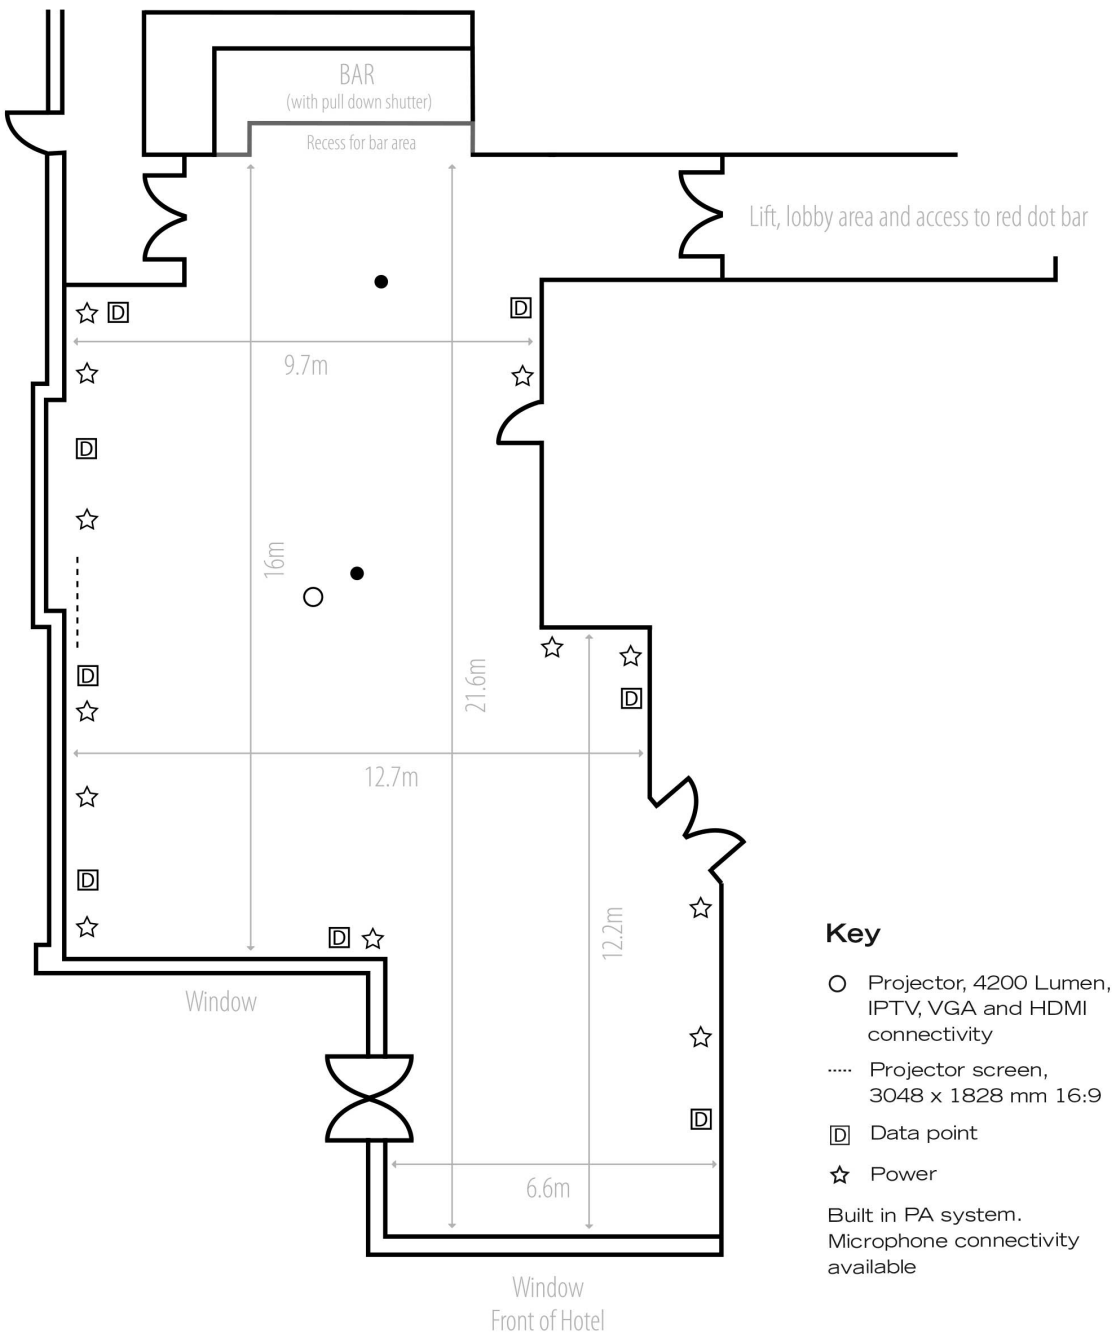 BAR
(with pull down shutter)
Recess for bar area
Lift, lobby area and access to red dot bar
D
D
9.7m
D
16m
21.6m
D
D
12.7m
D
12.2m
D
Window
D
6.6m
Window
Front of Hotel
Key
Projector, 4200 Lumen,
IPTV, VGA and HDMI
connectivity
Projector screen,
3048 x 1828 mm 16:9
D Data point
Power
Built in PA system.
Microphone connectivity
available